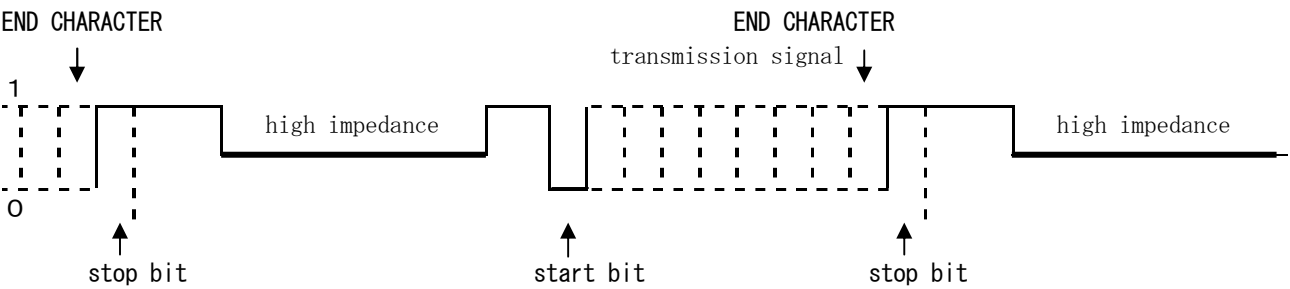 END CHARACTER END CHARACTER
transmission signal
1
high impedance high impedance
0
stop bit start bit stop bit